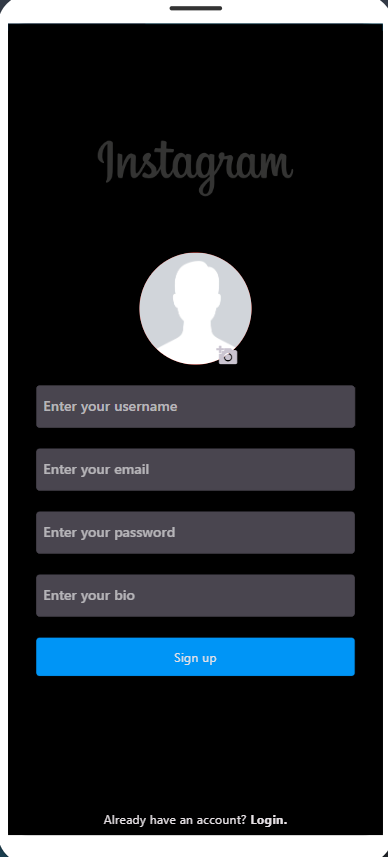 Instagram
Enter your username
Enter your email
Enter your password
Enter your bio
Sign up
Already have an account? Login.